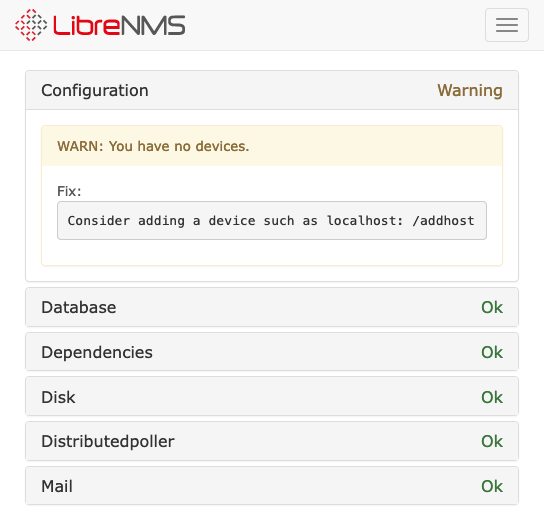 LibreNMS
Configuration Warning
WARN: You have no devices.
Fix:
Consider adding a device such as localhost: /addhost
Database Ok
Dependencies Ok
Disk Ok
Distributedpoller Ok
Mail Ok